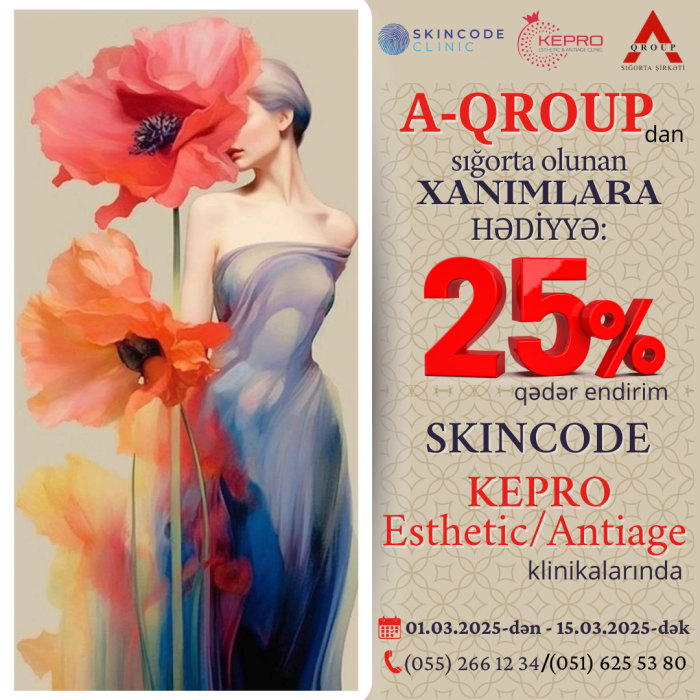 SKINCODE
CLINIC
KEPRO
ESTHETIC & ANTIAGE CLINIC
A
QROUP
SIĞORTA ŞİRKƏTİ
A-QROUPdan
sığorta olunan
XANIMLARA
HƏDİYYƏ:
25%
qədər endirim
SKINCODE
KEPRO
Esthetic/Antiage
klinikalarında
01.03.2025-dən - 15.03.2025-dək
(055) 266 12 34/(051) 625 53 80